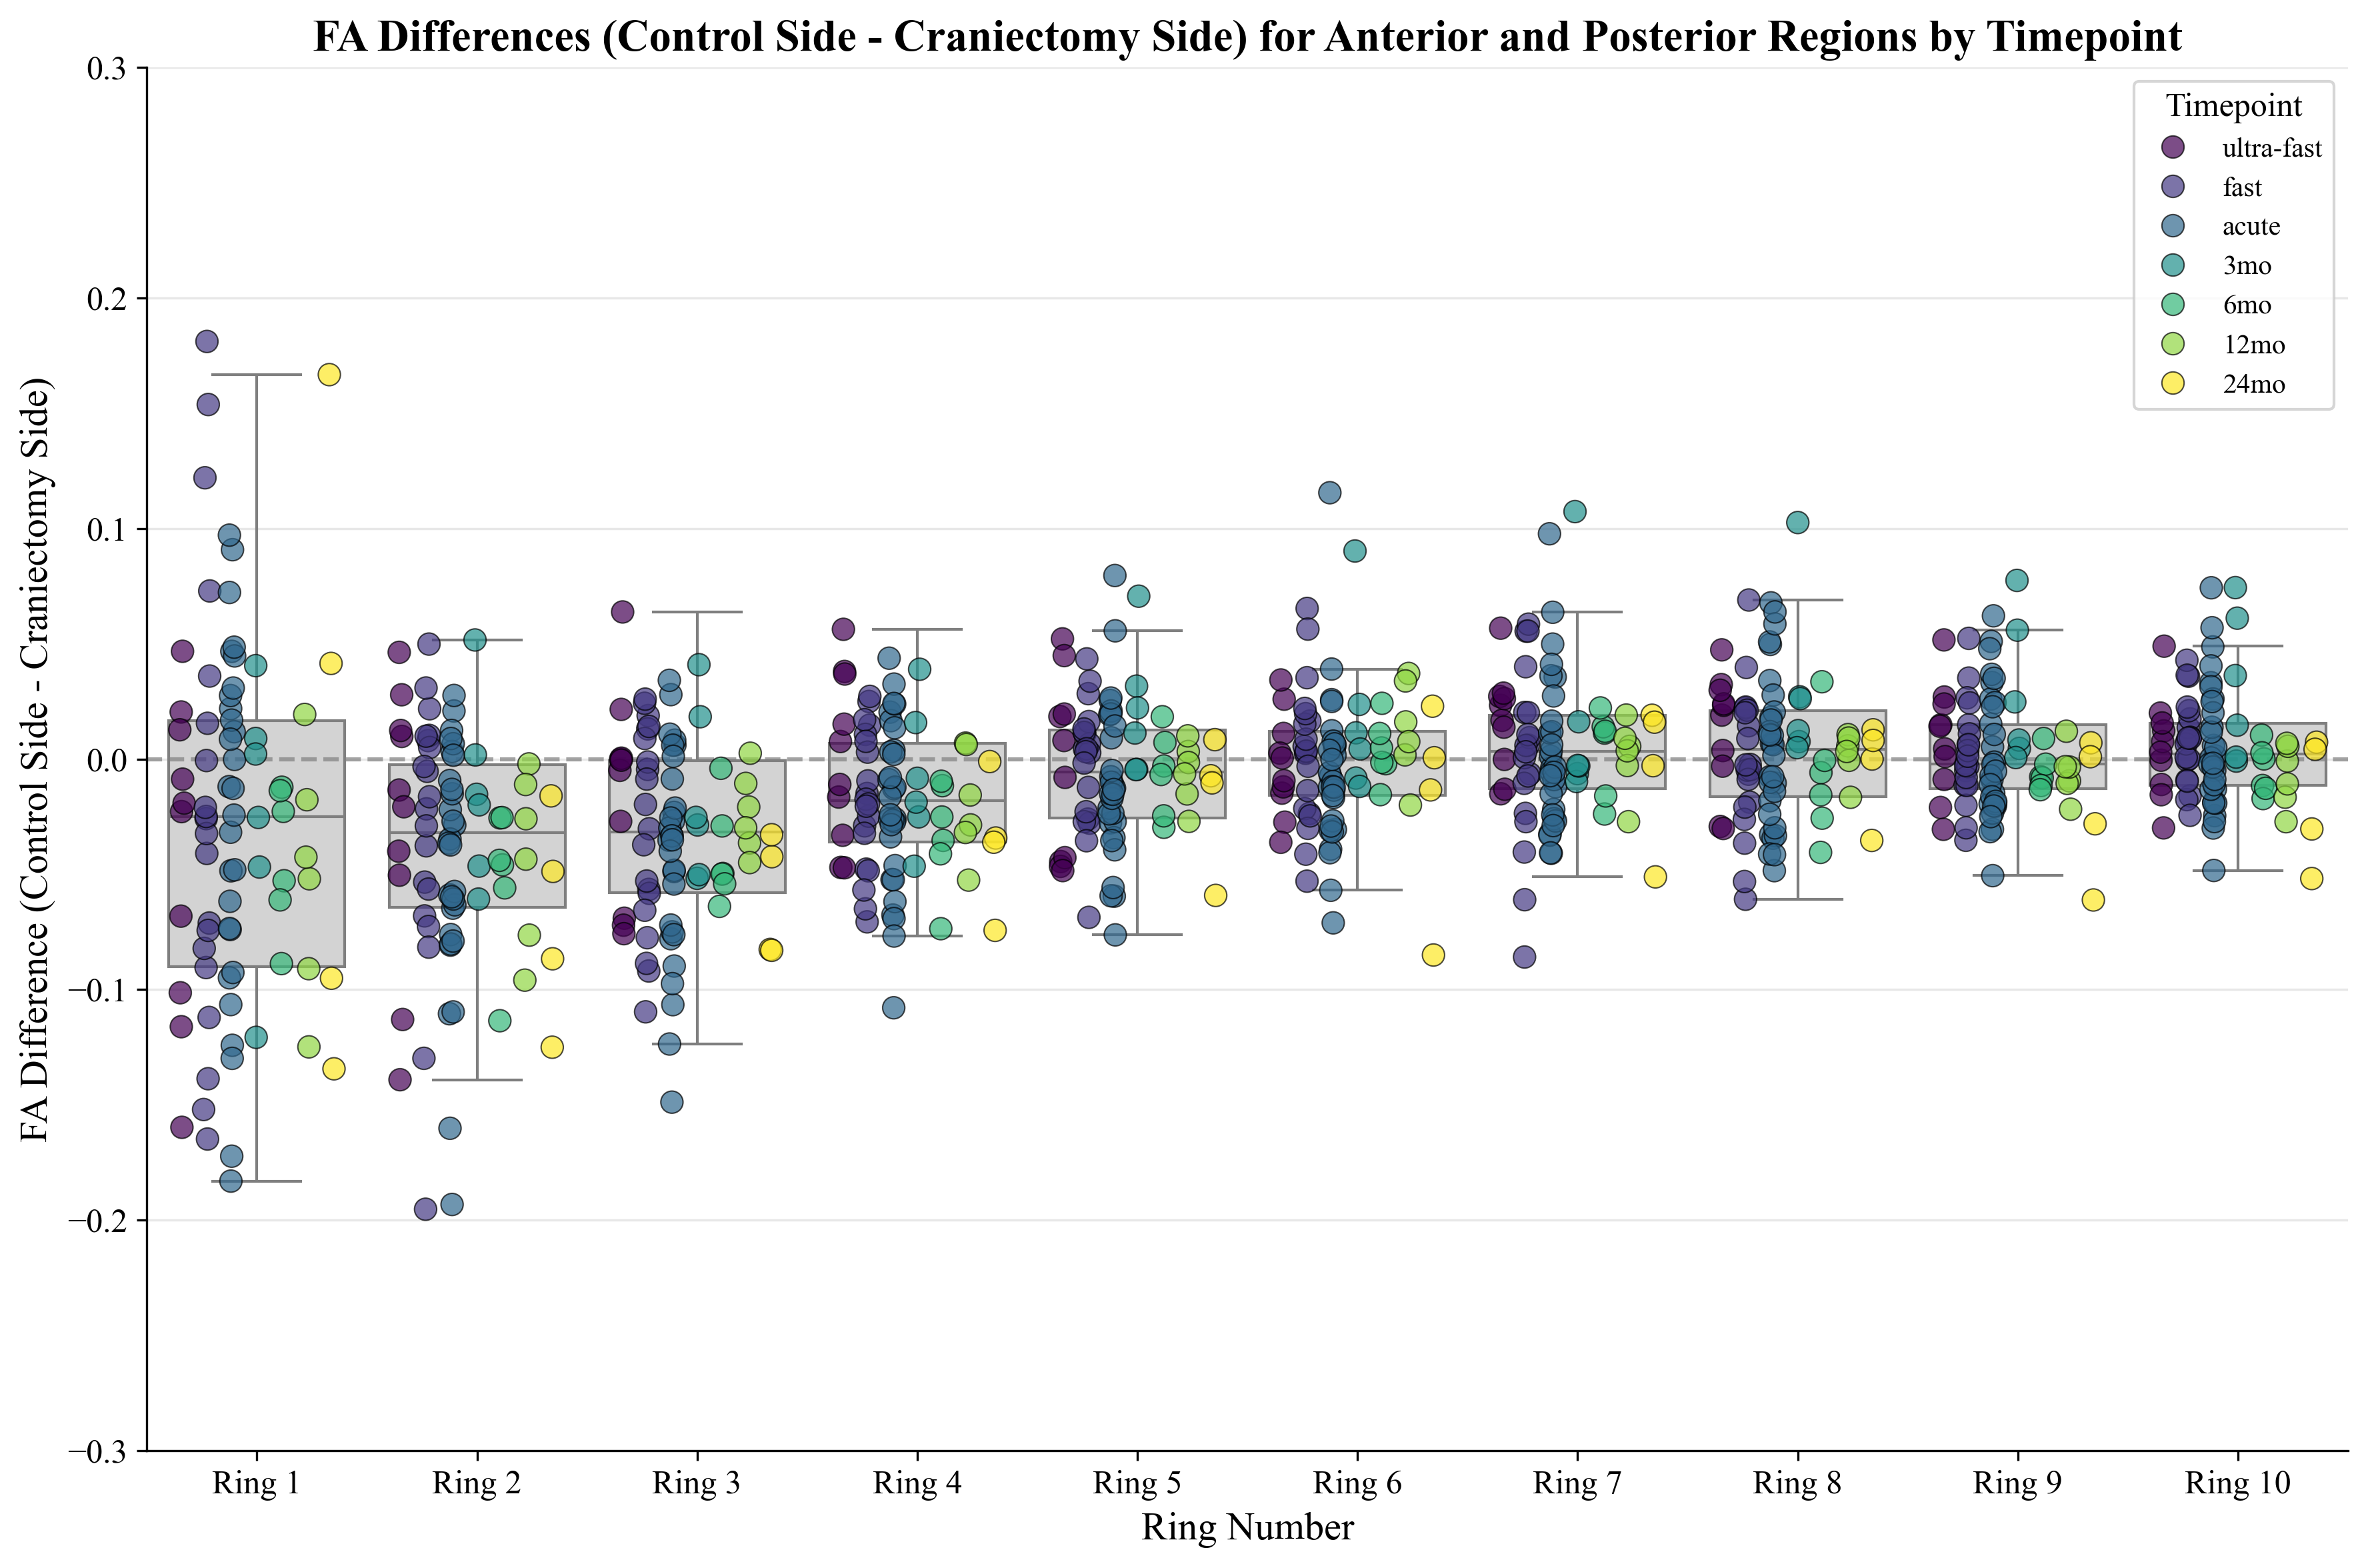 FA Differences (Control Side - Craniectomy Side) for Anterior and Posterior Regions by Timepoint
FA Difference (Control Side - Craniectomy Side)
0.3
0.2
0.1
0.0
−0.1
−0.2
−0.3
Timepoint
ultra-fast
fast
acute
3mo
6mo
12mo
24mo
Ring 1 Ring 2 Ring 3 Ring 4 Ring 5 Ring 6 Ring 7 Ring 8 Ring 9 Ring 10
Ring Number